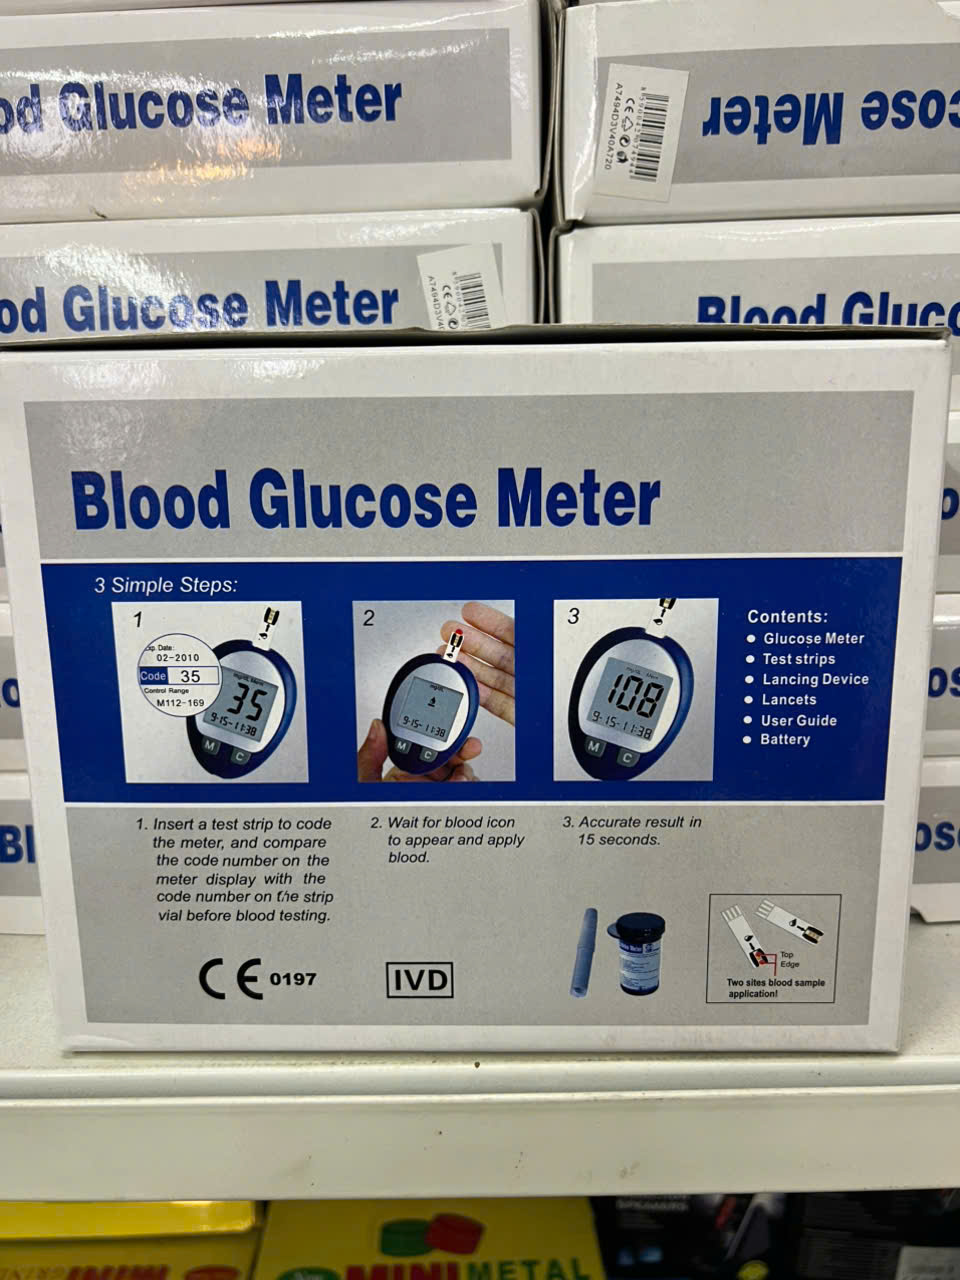 Glucose Meter
Meter
A7494D3V40A720
CE
Glucose Meter
CE
Blood
Blood Glucose Meter
3 Simple Steps:
1
Date:
02-2010
Code 35
Control Range
M112-169
35
9-15-11:38
M C
2
mg/dL
9-15-11:38
M C
3
108
9-15-11:38
M C
Contents:
• Glucose Meter
• Test strips
• Lancing Device
• Lancets
• User Guide
• Battery
1. Insert a test strip to code
the meter, and compare
the code number on the
meter display with the
code number on the strip
vial before blood testing.
2. Wait for blood icon
to appear and apply
blood.
3. Accurate result in
15 seconds.
CE 0197
IVD
Top
Edge
Two sites blood sample
application!
MINI METAL